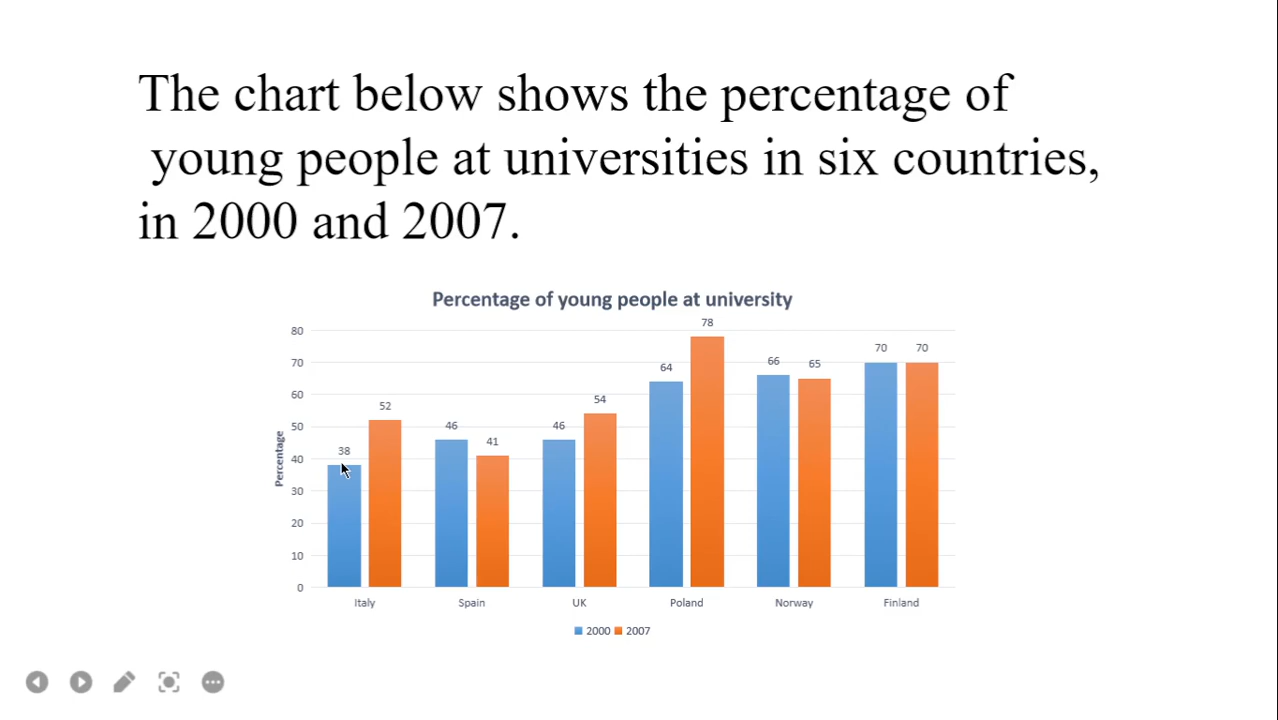 The chart below shows the percentage of
young people at universities in six countries,
in 2000 and 2007.
Percentage of young people at university
Percentage
80
70
60
50
40
30
20
10
0
38 52 46 41 46 54 64 78 66 65 70 70
Italy Spain UK Poland Norway Finland
2000 2007